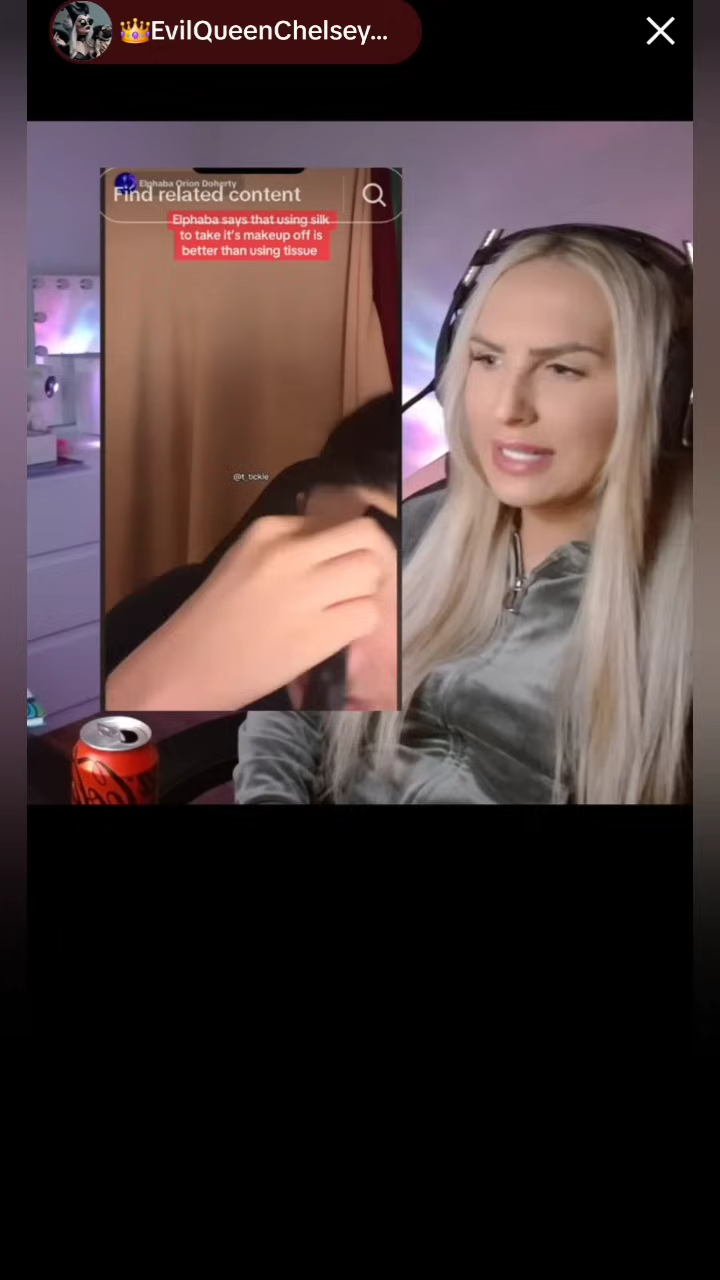 👑EvilQueenChelsey...
Elphaba Orion Doherty
Find related content
Elphaba says that using silk
to take it's makeup off is
better than using tissue
@t_tickle